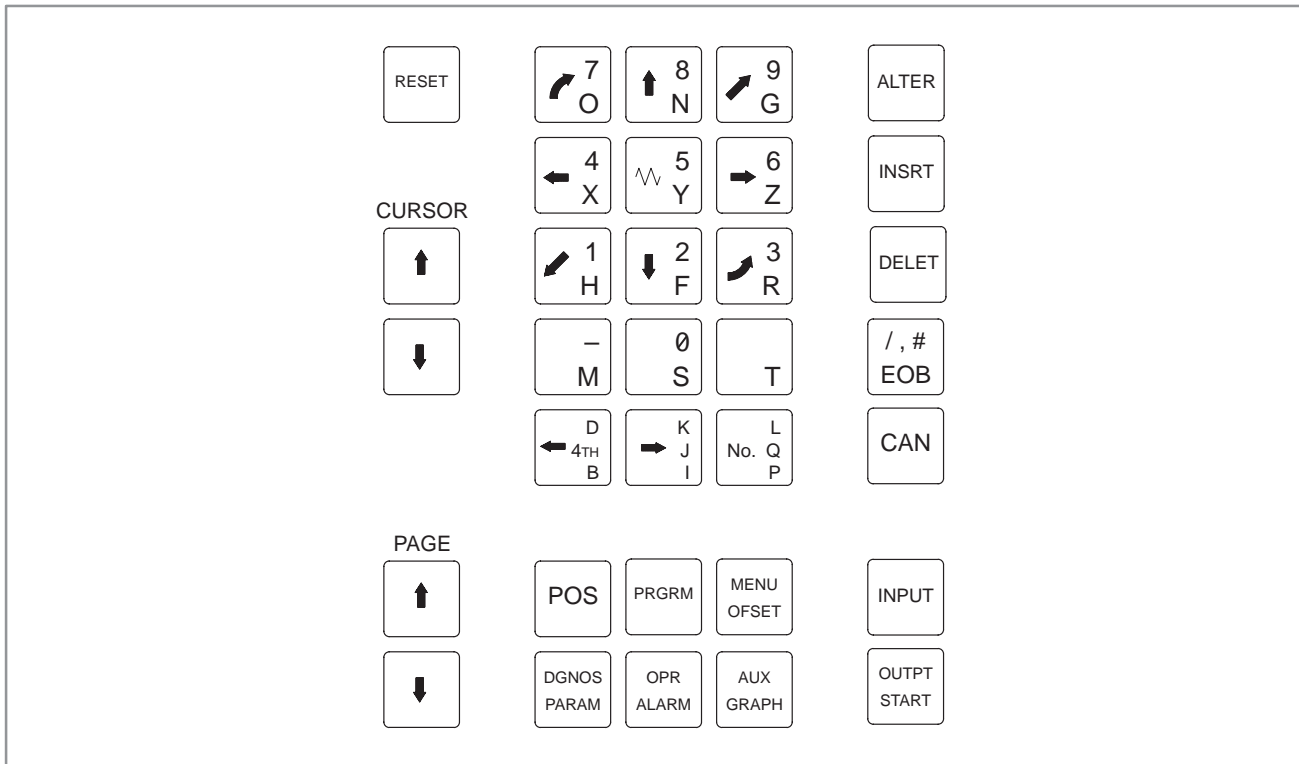 RESET
7
O
8
N
9
G
ALTER
4
X
5
Y
6
Z
INSRT
CURSOR
1
H
2
F
3
R
DELET
–
M
0
S
T
/ , #
EOB
D
4TH
B
K
J
I
L
No. Q
P
CAN
PAGE
POS
PRGRM
MENU
OFSET
INPUT
DGNOS
PARAM
OPR
ALARM
AUX
GRAPH
OUTPT
START